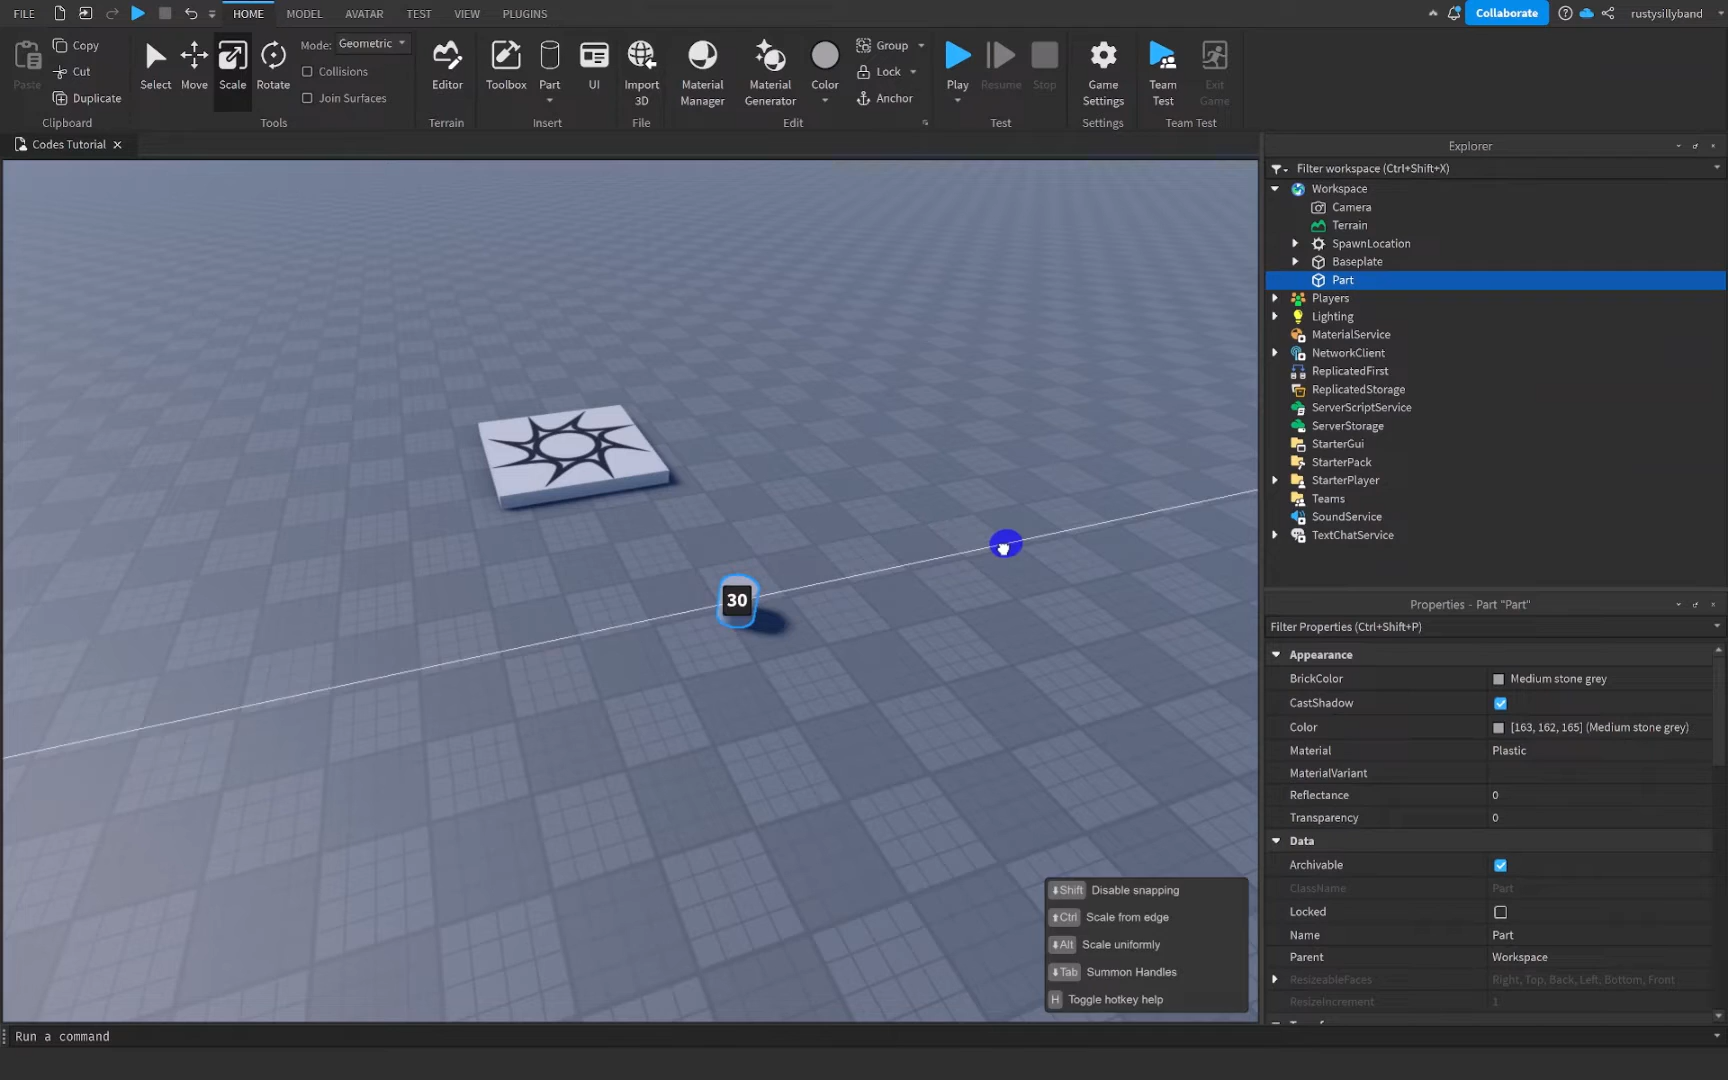 FILE HOME MODEL AVATAR TEST VIEW PLUGINS Collaborate rustysillyband
Paste Copy Cut Duplicate Clipboard
Select Move Scale Rotate Mode: Geometric Collisions Join Surfaces Tools
Editor Terrain
Toolbox Part UI Insert
Import 3D File
Material Manager Material Generator Color Group Lock Anchor Edit
Play Resume Stop Test
Game Settings Settings
Team Test Exit Game Team Test
Codes Tutorial
30
Shift Disable snapping
Ctrl Scale from edge
Alt Scale uniformly
Tab Summon Handles
H Toggle hotkey help
Explorer
Filter workspace (Ctrl+Shift+X)
Workspace
Camera
Terrain
SpawnLocation
Baseplate
Part
Players
Lighting
MaterialService
NetworkClient
ReplicatedFirst
ReplicatedStorage
ServerScriptService
ServerStorage
StarterGui
StarterPack
StarterPlayer
Teams
SoundService
TextChatService
Properties - Part "Part"
Filter Properties (Ctrl+Shift+P)
Appearance
BrickColor Medium stone grey
CastShadow
Color [163, 162, 165] (Medium stone grey)
Material Plastic
MaterialVariant
Reflectance 0
Transparency 0
Data
Archivable
ClassName Part
Locked
Name Part
Parent Workspace
ResizeableFaces Right, Top, Back, Left, Bottom, Front
ResizeIncrement 1
Run a command